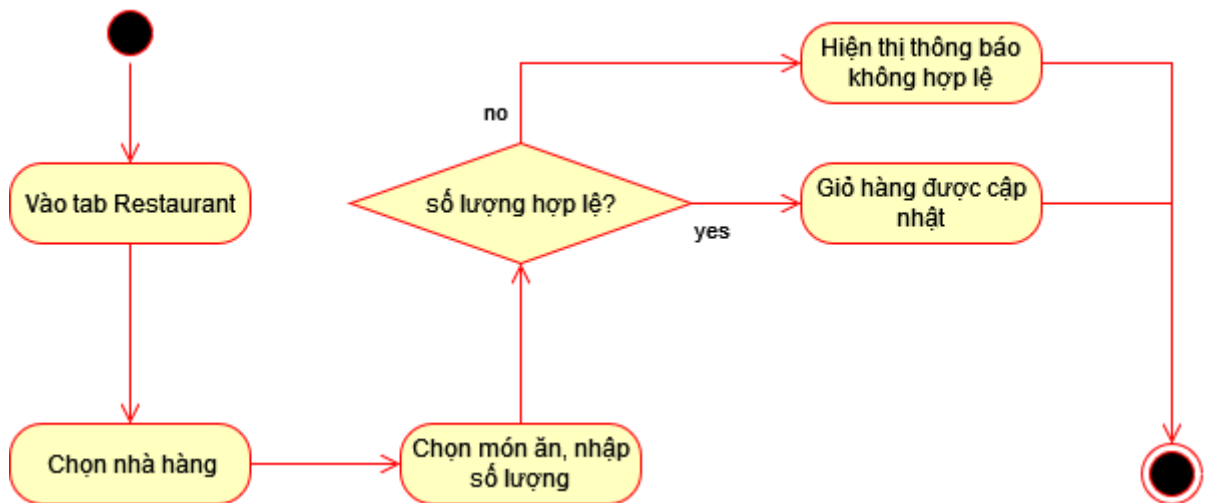 Vào tab Restaurant
Chọn nhà hàng
Chọn món ăn, nhập
số lượng
số lượng hợp lệ?
no
yes
Hiện thị thông báo
không hợp lệ
Giỏ hàng được cập
nhật